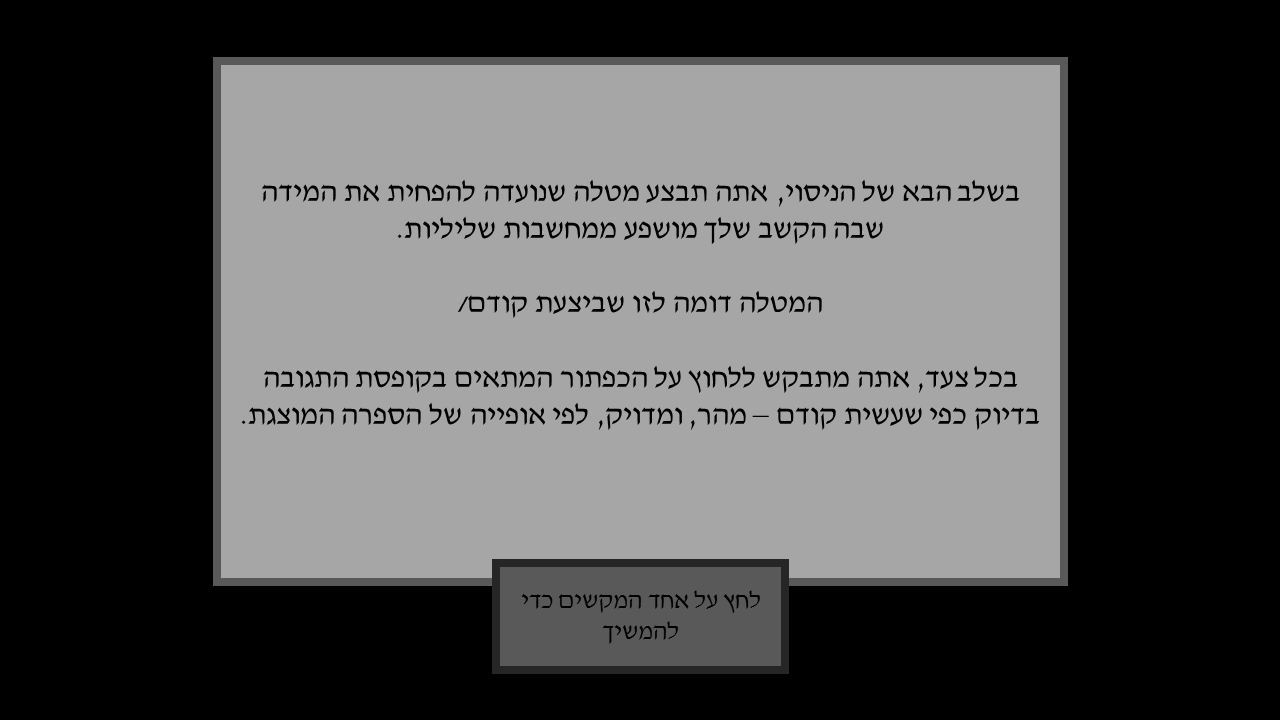 בשלב הבא של הניסוי, אתה תבצע מטלה שנועדה להפחית את המידה
שבה הקשב שלך מושפע ממחשבות שליליות.
המטלה דומה לזו שביצעת קודם/
בכל צעד, אתה מתבקש ללחוץ על הכפתור המתאים בקופסת התגובה
בדיוק כפי שעשית קודם – מהר, ומדויק, לפי אופייה של הספרה המוצגת.
לחץ על אחד המקשים כדי
להמשיך